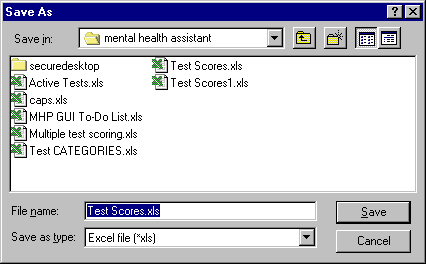 Save As
Save in: mental health assistant
securedesktop Test Scores.xls
Active Tests.xls Test Scores1.xls
caps.xls
MHP GUI To-Do List.xls
Multiple test scoring.xls
Test CATEGORIES.xls
File name: Test Scores.xls Save
Save as type: Excel file (*xls) Cancel